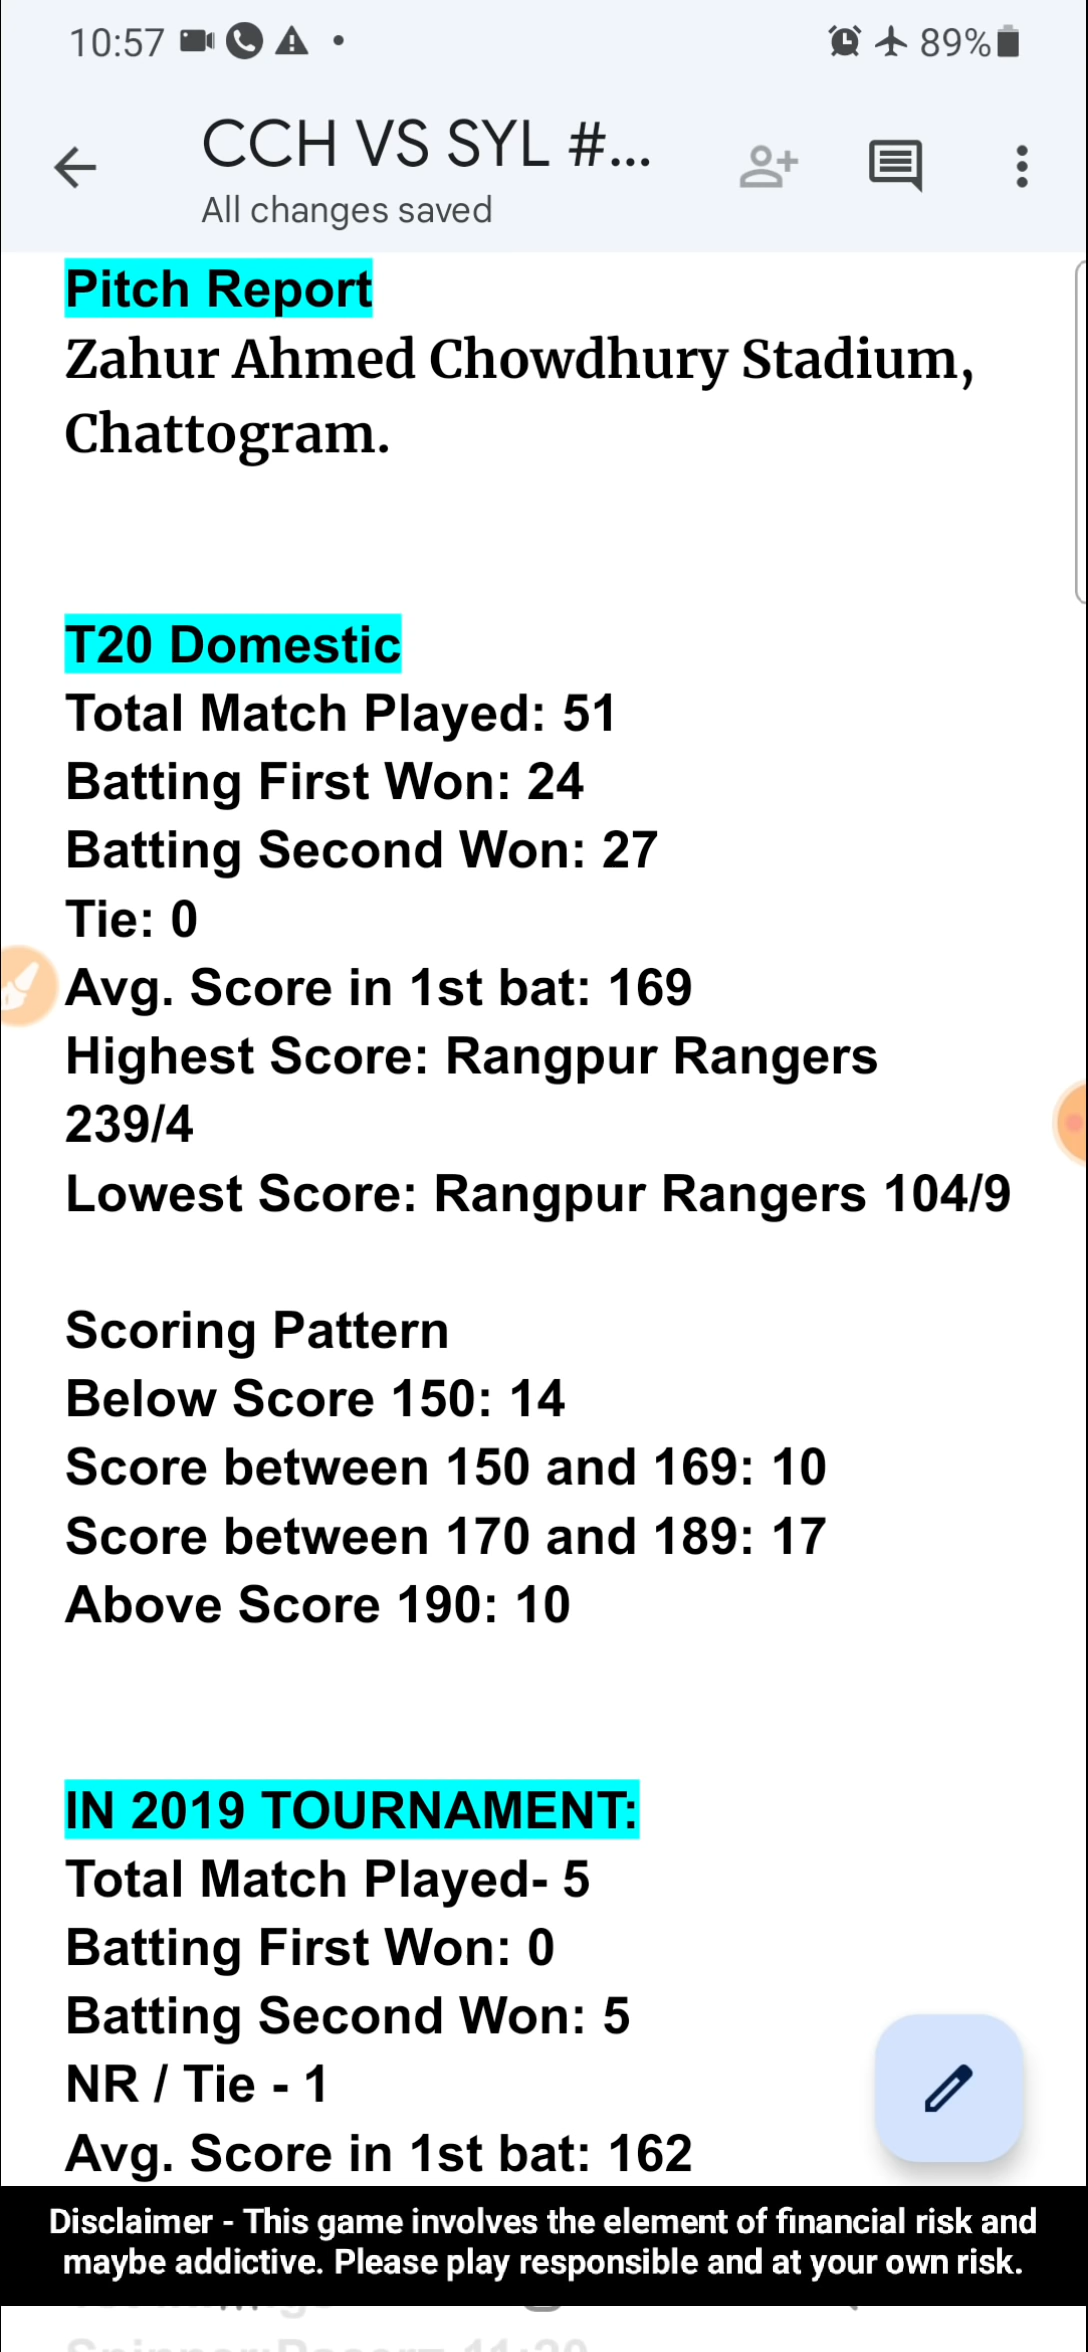 10:57
89%
CCH VS SYL #...
All changes saved
Pitch Report
Zahur Ahmed Chowdhury Stadium,
Chattogram.
T20 Domestic
Total Match Played: 51
Batting First Won: 24
Batting Second Won: 27
Tie: 0
Avg. Score in 1st bat: 169
Highest Score: Rangpur Rangers
239/4
Lowest Score: Rangpur Rangers 104/9
Scoring Pattern
Below Score 150: 14
Score between 150 and 169: 10
Score between 170 and 189: 17
Above Score 190: 10
IN 2019 TOURNAMENT:
Total Match Played- 5
Batting First Won: 0
Batting Second Won: 5
NR / Tie - 1
Avg. Score in 1st bat: 162
Disclaimer - This game involves the element of financial risk and
maybe addictive. Please play responsible and at your own risk.